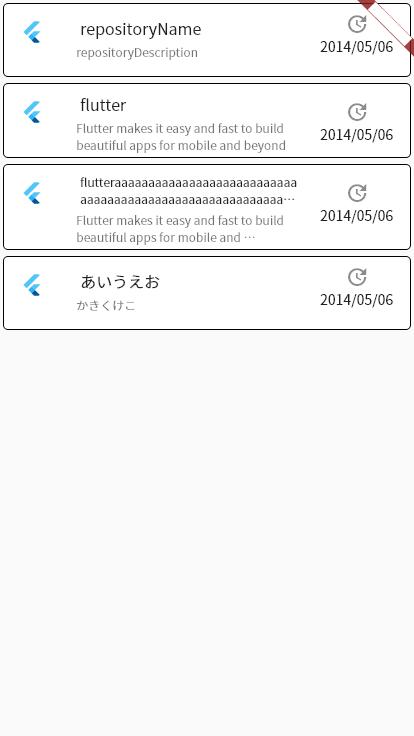 repositoryName
2014/05/06
repositoryDescription
flutter
Flutter makes it easy and fast to build
2014/05/06
beautiful apps for mobile and beyond
flutteraaaaaaaaaaaaaaaaaaaaaaaaaaa
aaaaaaaaaaaaaaaaaaaaaaaaaaaaaa…
2014/05/06
Flutter makes it easy and fast to build
beautiful apps for mobile and …
あいうえお
2014/05/06
かきくけこ